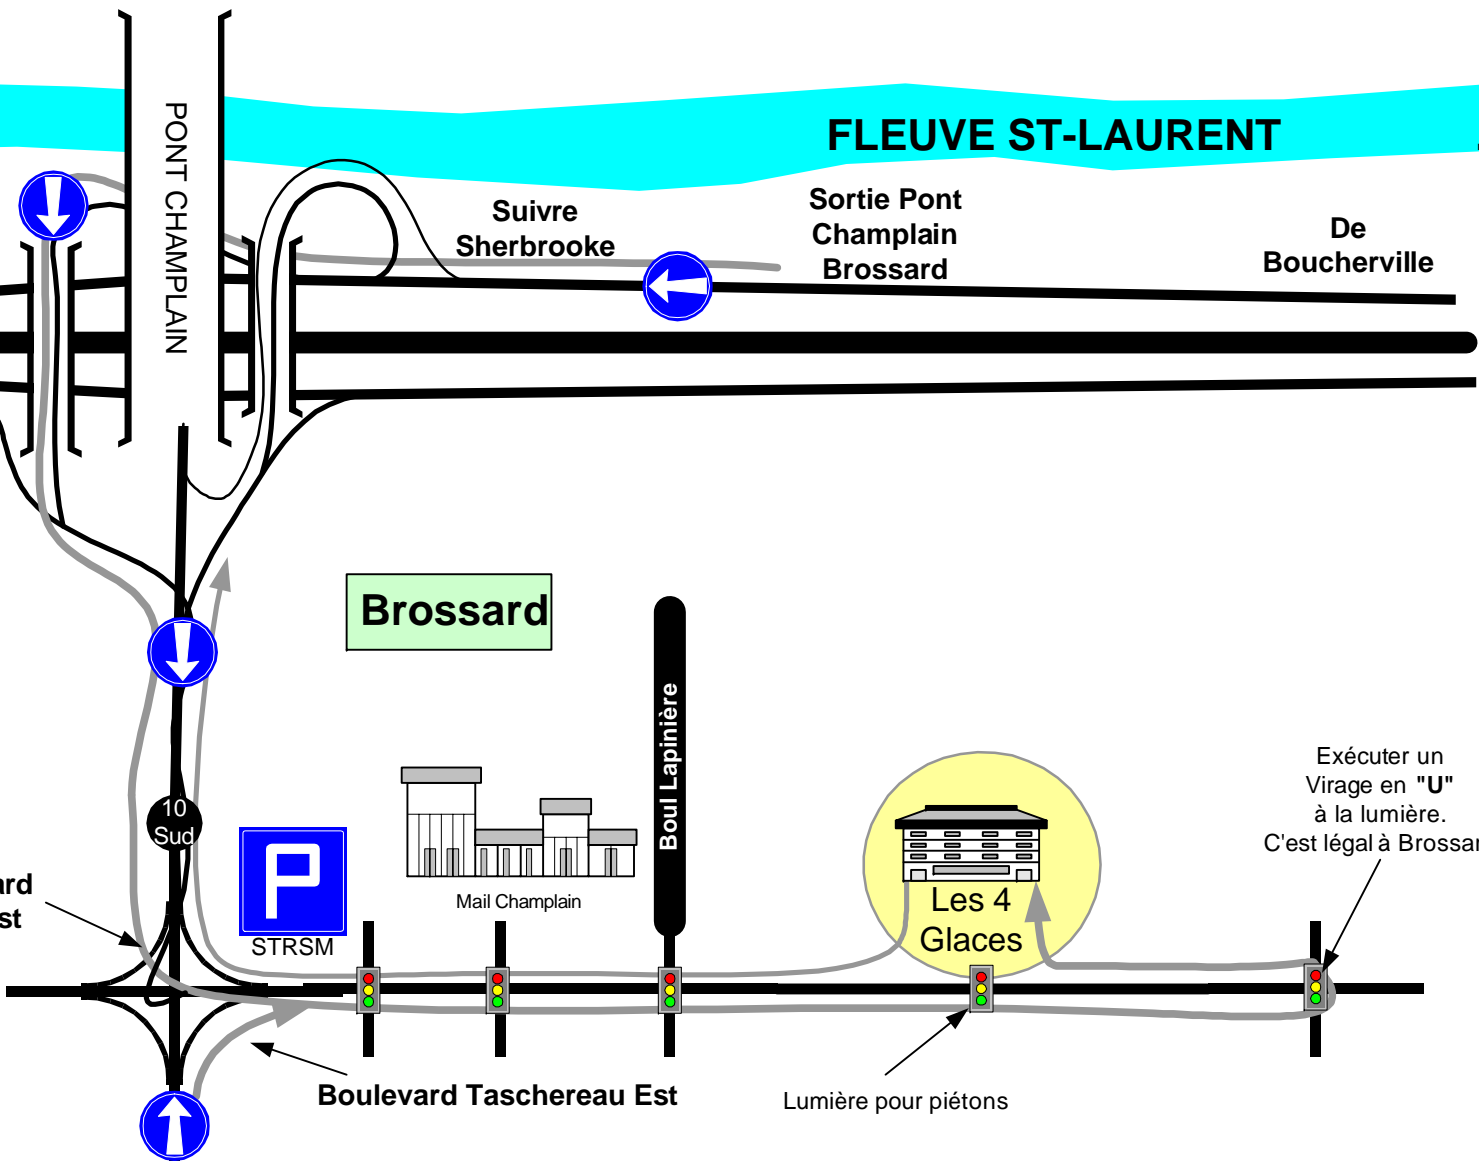 FLEUVE ST-LAURENT
PONT CHAMPLAIN
Suivre
Sherbrooke
Sortie Pont
Champlain
Brossard
De
Boucherville
Brossard
Boul Lapinière
10
Sud
STRSM
Mail Champlain
Les 4
Glaces
Exécuter un
Virage en "U"
à la lumière.
C'est légal à Brossar
ard
st
Boulevard Taschereau Est
Lumière pour piétons